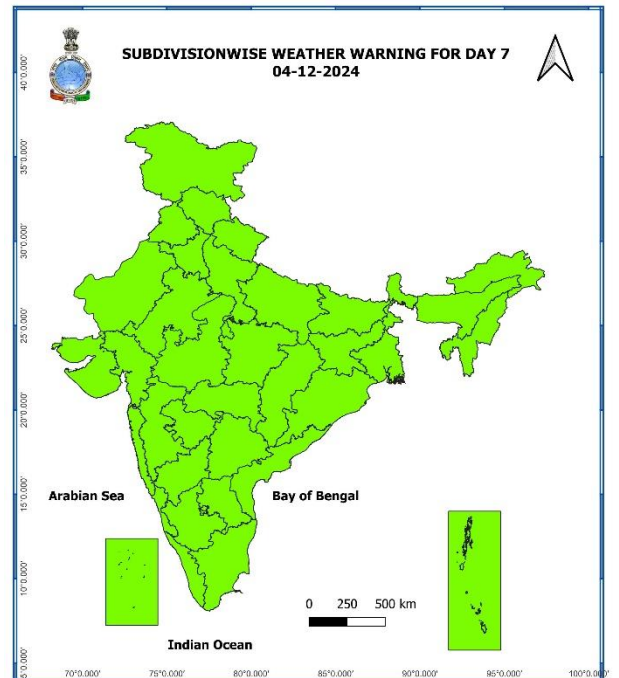 SUBDIVISIONWISE WEATHER WARNING FOR DAY 7
04-12-2024
40°0.000'
35°0.000'
30°0.000'
25°0.000'
20°0.000'
15°0.000'
10°0.000'
5°0.000'
Arabian Sea
Bay of Bengal
0 250 500 km
Indian Ocean
70°0.000' 75°0.000' 80°0.000' 85°0.000' 90°0.000' 95°0.000' 100°0.000'